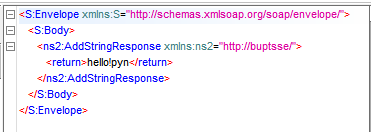 <S:Envelope xmlns:S="http://schemas.xmlsoap.org/soap/envelope/">
<S:Body>
<ns2:AddStringResponse xmlns:ns2="http://buptsse/">
<return>hello!pyn</return>
</ns2:AddStringResponse>
</S:Body>
</S:Envelope>